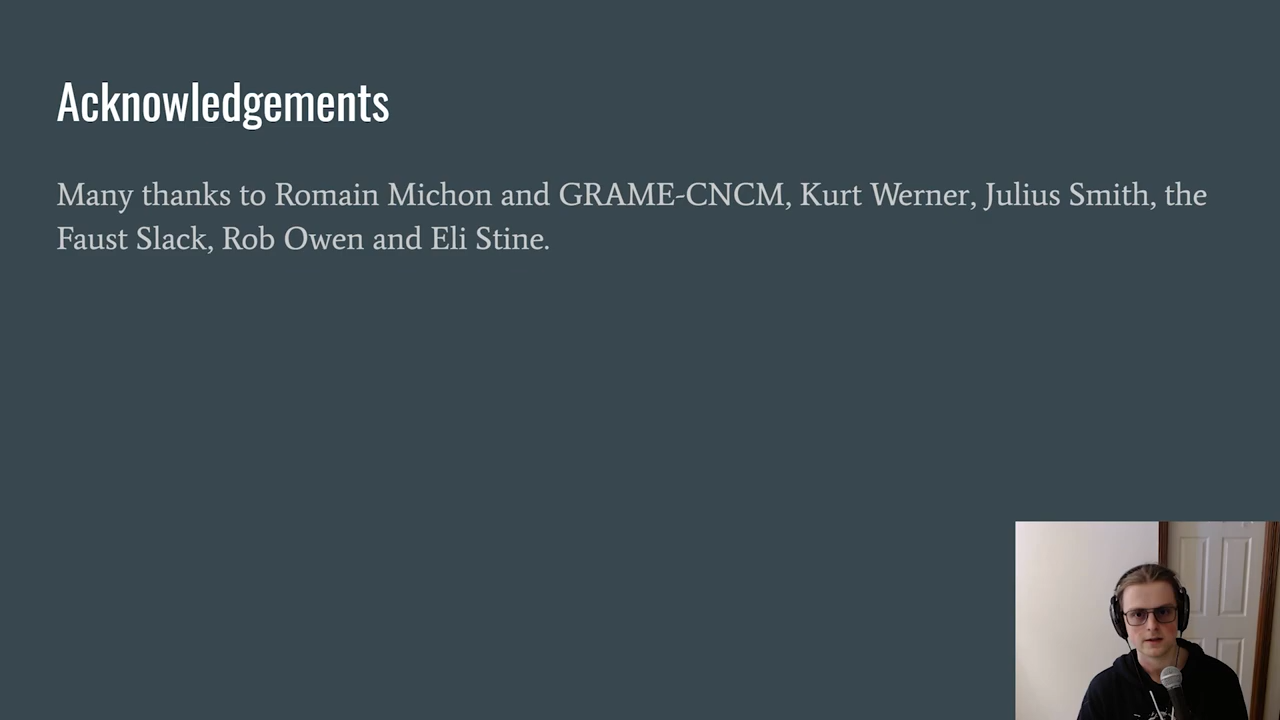 Acknowledgements
Many thanks to Romain Michon and GRAME-CNCM, Kurt Werner, Julius Smith, the
Faust Slack, Rob Owen and Eli Stine.